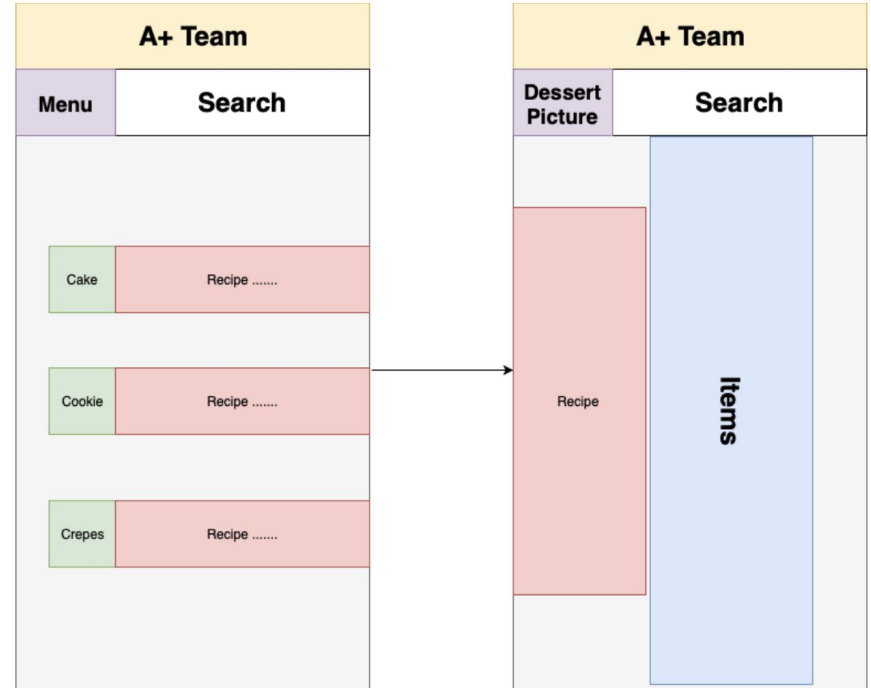 A+ Team
Menu
Search
Cake
Recipe .......
Cookie
Recipe .......
Crepes
Recipe .......
A+ Team
Dessert
Picture
Search
Recipe
Items